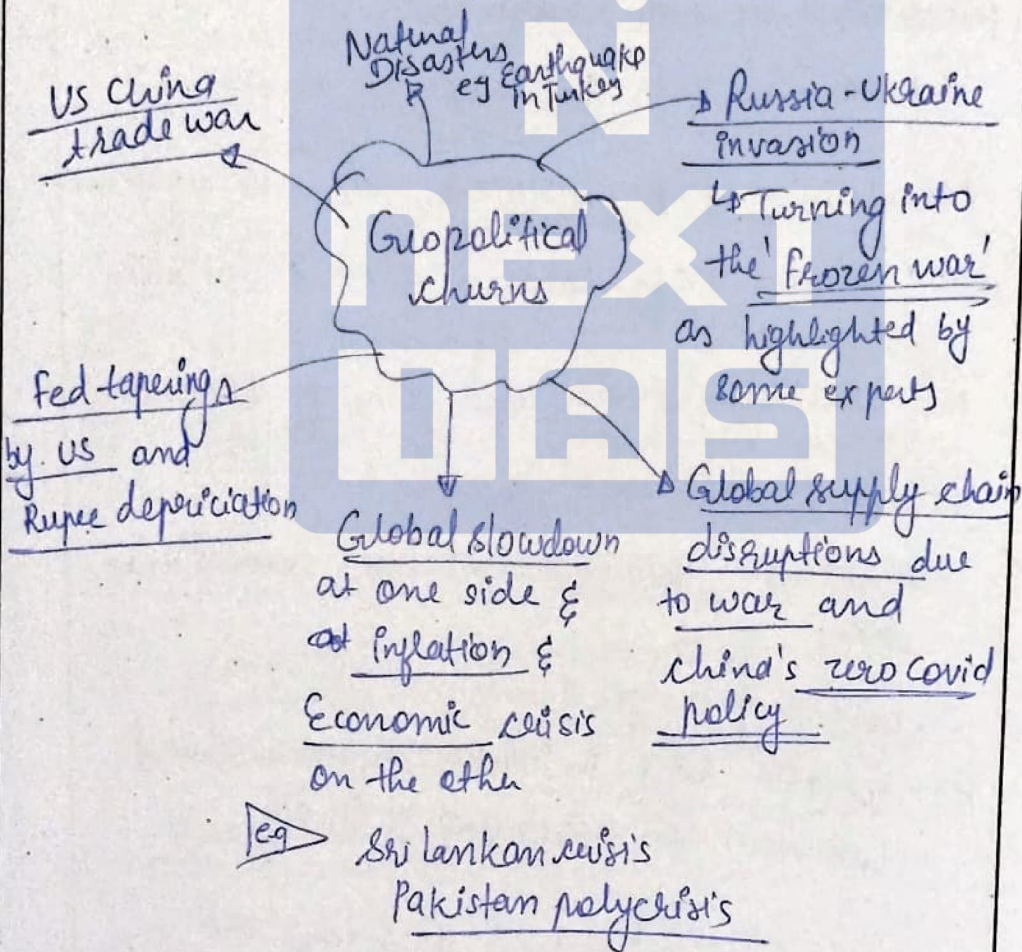 Natural
Disasters
eg Earthquake
in Turkey
US China
trade war
Russia-Ukraine
invasion
↳ Turning into
the 'frozen war'
as highlighted by
some experts
Geopolitical
churns
Fed tapering
by US and
Rupee depriciation
Global slowdown
at one side &
at inflation &
Economic crisis
on the other
eg
Sri lankan crisis
Pakistan polycrisis
Global supply chain
disruptions due
to war and
China's zero covid
policy
NEXT
IAS